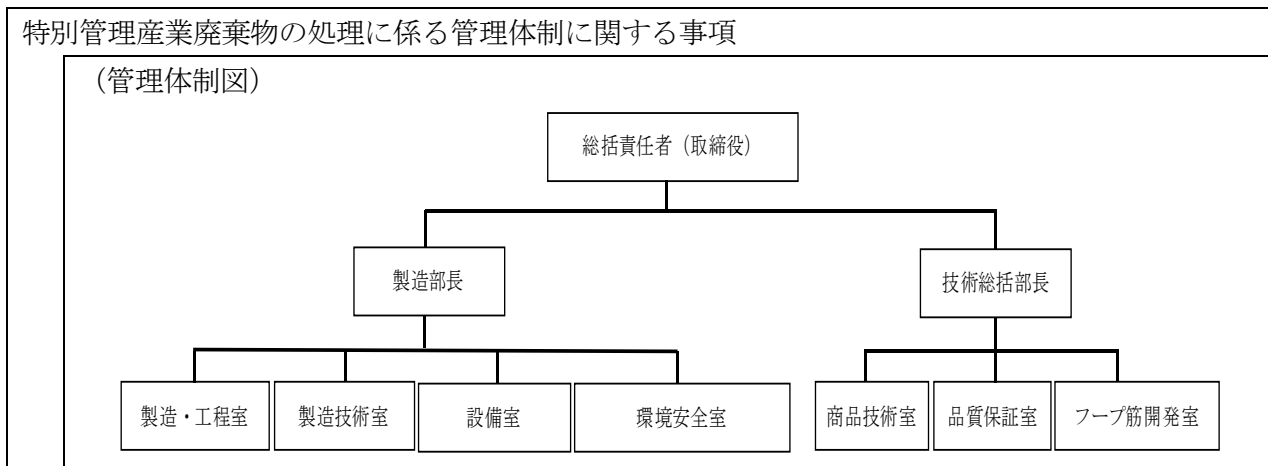 特別管理産業廃棄物の処理に係る管理体制に関する事項
（管理体制図）
総括責任者（取締役）
製造部長
技術総括部長
製造・工程室
製造技術室
設備室
環境安全室
商品技術室
品質保証室
フープ筋開発室